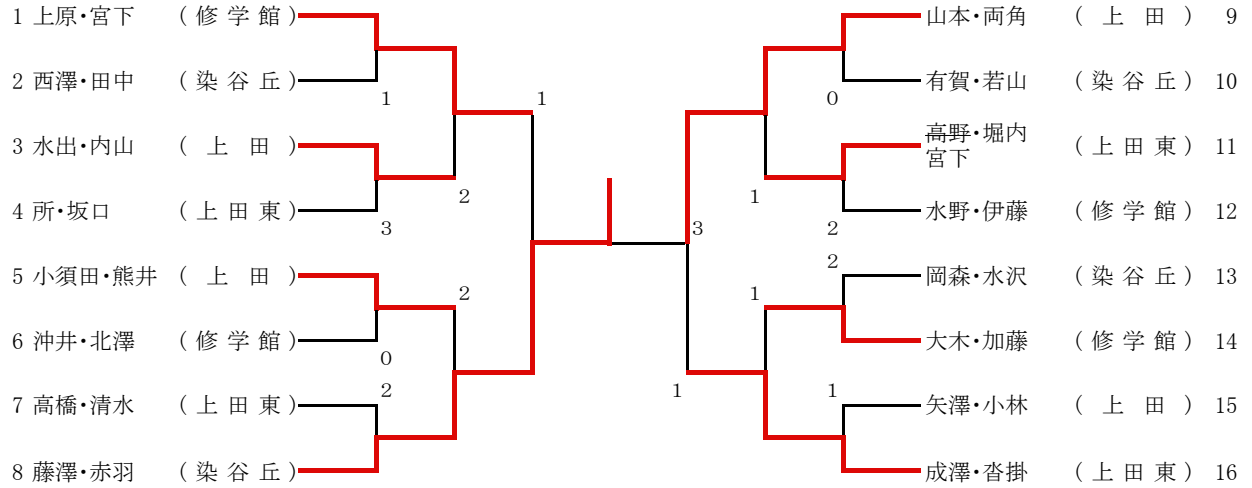 1 上原・宮下 (修学館)
2 西澤・田中 (染谷丘)
1
3 水出・内山 (上田)
2
4 所・坂口 (上田東)
3
5 小須田・熊井 (上田)
2
6 沖井・北澤 (修学館)
0
7 高橋・清水 (上田東)
2
8 藤澤・赤羽 (染谷丘)
1
3
1
山本・両角 (上田) 9
有賀・若山 (染谷丘) 10
0
高野・堀内 (上田東) 11
宮下
1
水野・伊藤 (修学館) 12
2
岡森・水沢 (染谷丘) 13
2
1
大木・加藤 (修学館) 14
矢澤・小林 (上田) 15
1
成澤・沓掛 (上田東) 16